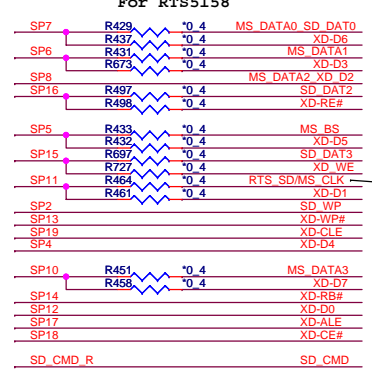 For RTS5158
SP7 R429 *0_4 MS_DATA0_SD_DAT0
R437 *0_4 XD-D6
SP6 R431 *0_4 MS_DATA1
R673 *0_4 XD-D3
SP8 MS_DATA2_XD_D2
SP16 R497 *0_4 SD_DAT2
R498 *0_4 XD-RE#
SP5 R433 *0_4 MS_BS
R432 *0_4 XD-D5
SP15 R697 *0_4 SD_DAT3
R727 *0_4 XD_WE
SP11 R464 *0_4 RTS_SD/MS_CLK
R461 *0_4 XD-D1
SP2 SD_WP
SP13 XD-WP#
SP19 XD-CLE
SP4 XD-D4
SP10 R451 *0_4 MS_DATA3
R458 *0_4 XD-D7
SP14 XD-RB#
SP12 XD-D0
SP17 XD-ALE
SP18 XD-CE#
SD_CMD_R SD_CMD